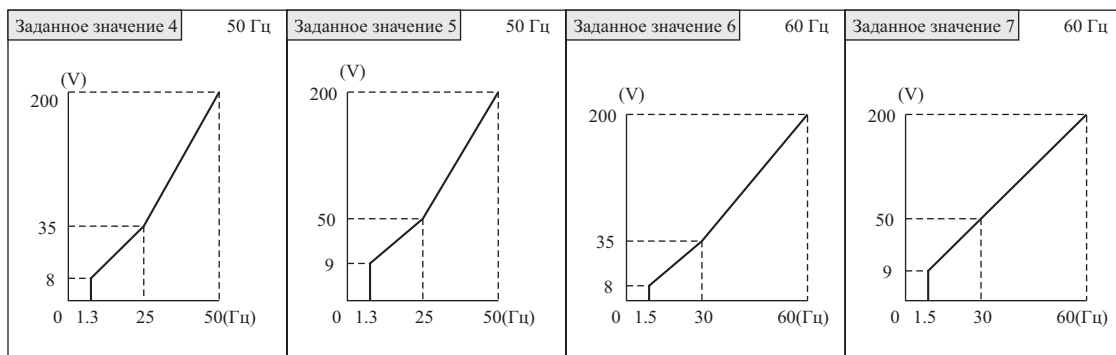 Заданное значение 4 50 Гц
(V)
200
35
8
0 1.3 25 50(Гц)
Заданное значение 5 50 Гц
(V)
200
50
9
0 1.3 25 50(Гц)
Заданное значение 6 60 Гц
(V)
200
35
8
0 1.5 30 60(Гц)
Заданное значение 7 60 Гц
(V)
200
50
9
0 1.5 30 60(Гц)